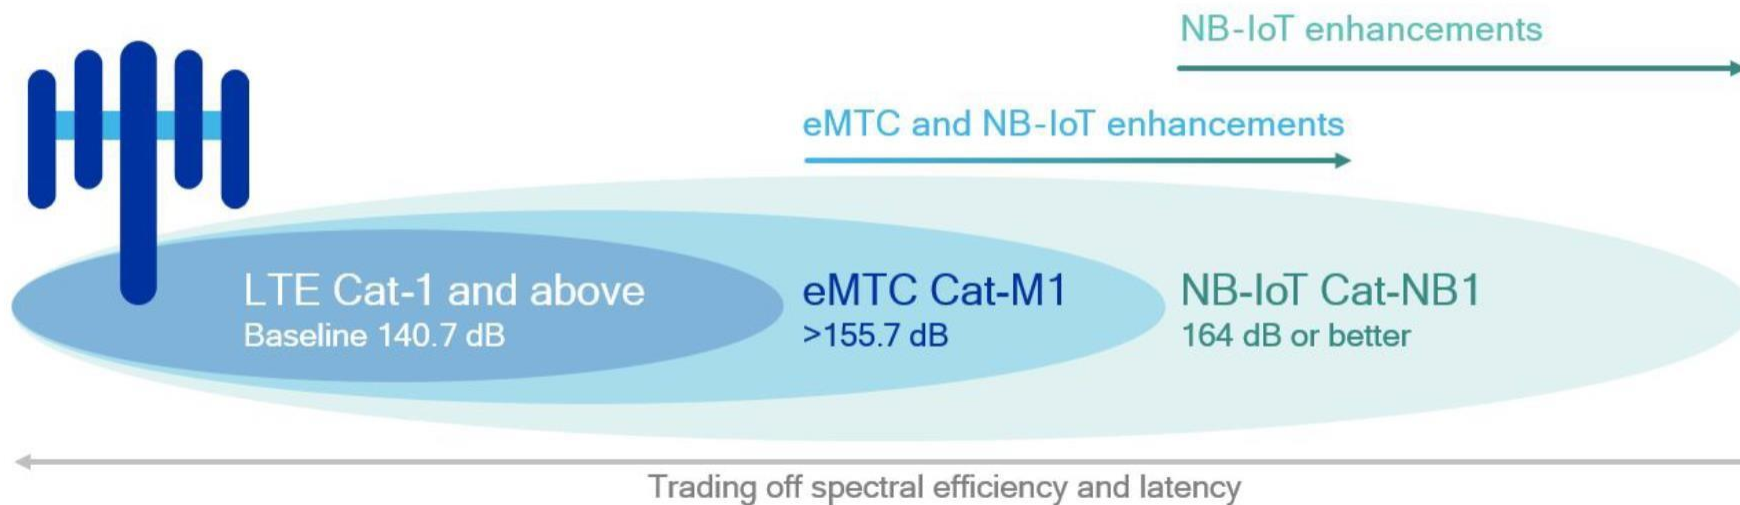 NB-IoT enhancements
eMTC and NB-IoT enhancements
LTE Cat-1 and above
Baseline 140.7 dB
eMTC Cat-M1
>155.7 dB
NB-IoT Cat-NB1
164 dB or better
Trading off spectral efficiency and latency